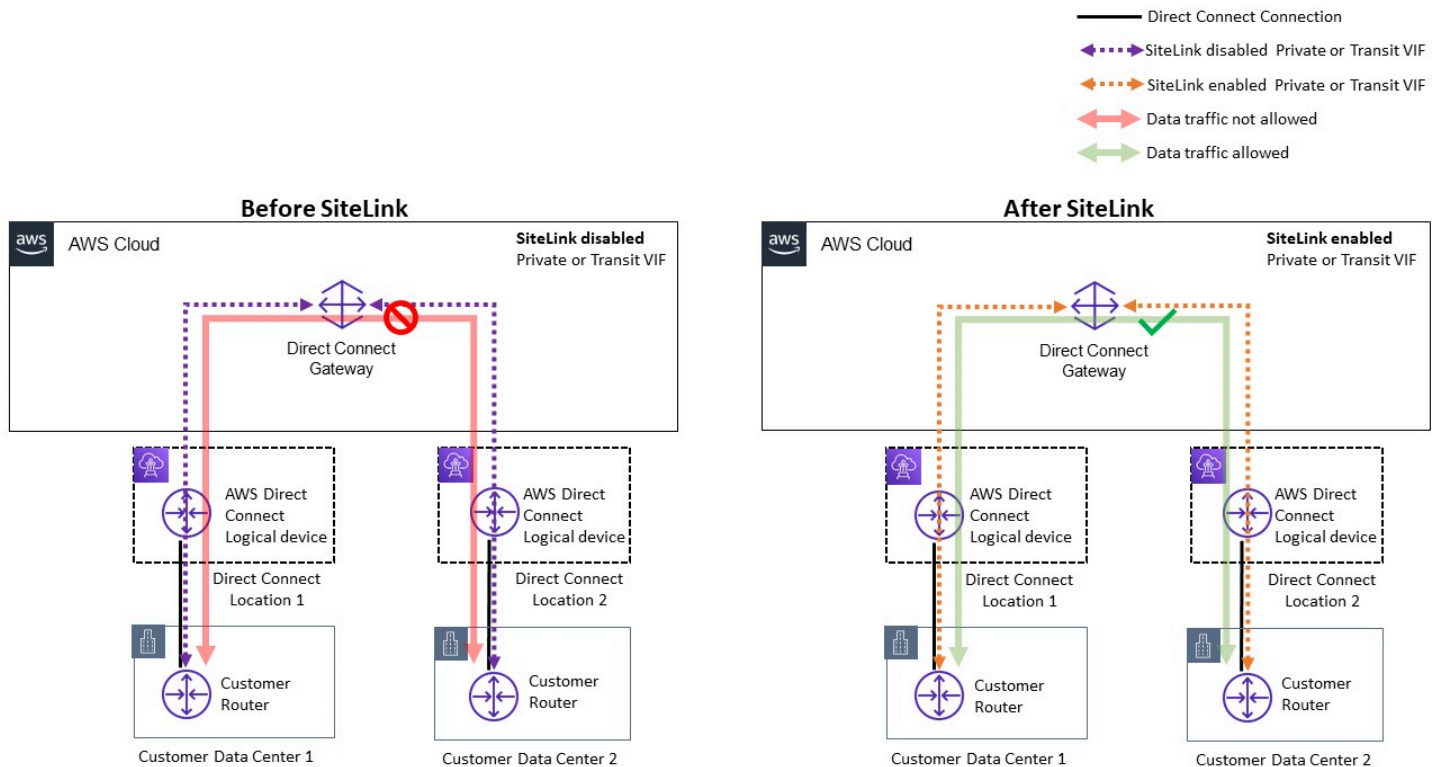 Direct Connect Connection
SiteLink disabled Private or Transit VIF
SiteLink enabled Private or Transit VIF
Data traffic not allowed
Data traffic allowed
Before SiteLink
aws
AWS Cloud
SiteLink disabled
Private or Transit VIF
Direct Connect
Gateway
AWS Direct
Connect
Logical device
AWS Direct
Connect
Logical device
Direct Connect
Location 1
Direct Connect
Location 2
Customer
Router
Customer
Router
Customer Data Center 1
Customer Data Center 2
After SiteLink
aws
AWS Cloud
SiteLink enabled
Private or Transit VIF
Direct Connect
Gateway
AWS Direct
Connect
Logical device
AWS Direct
Connect
Logical device
Direct Connect
Location 1
Direct Connect
Location 2
Customer
Router
Customer
Router
Customer Data Center 1
Customer Data Center 2